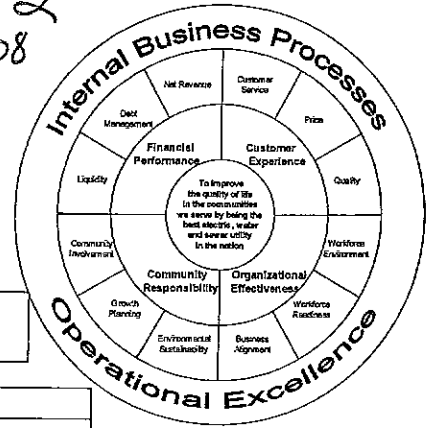 2
08
Internal Business Processes
Net Revenue
Customer
Service
Debt
Management
Price
Financial
Performance
Customer
Experience
Liquidity
Quality
To improve
the quality of life
in the communities
we serve by being the
best electric, water
and sewer utility
in the nation
Community
Involvement
Workforce
Environment
Community
Responsibility
Organizational
Effectiveness
Growth
Planning
Workforce
Readiness
Environmental
Sustainability
Business
Alignment
Operational Excellence